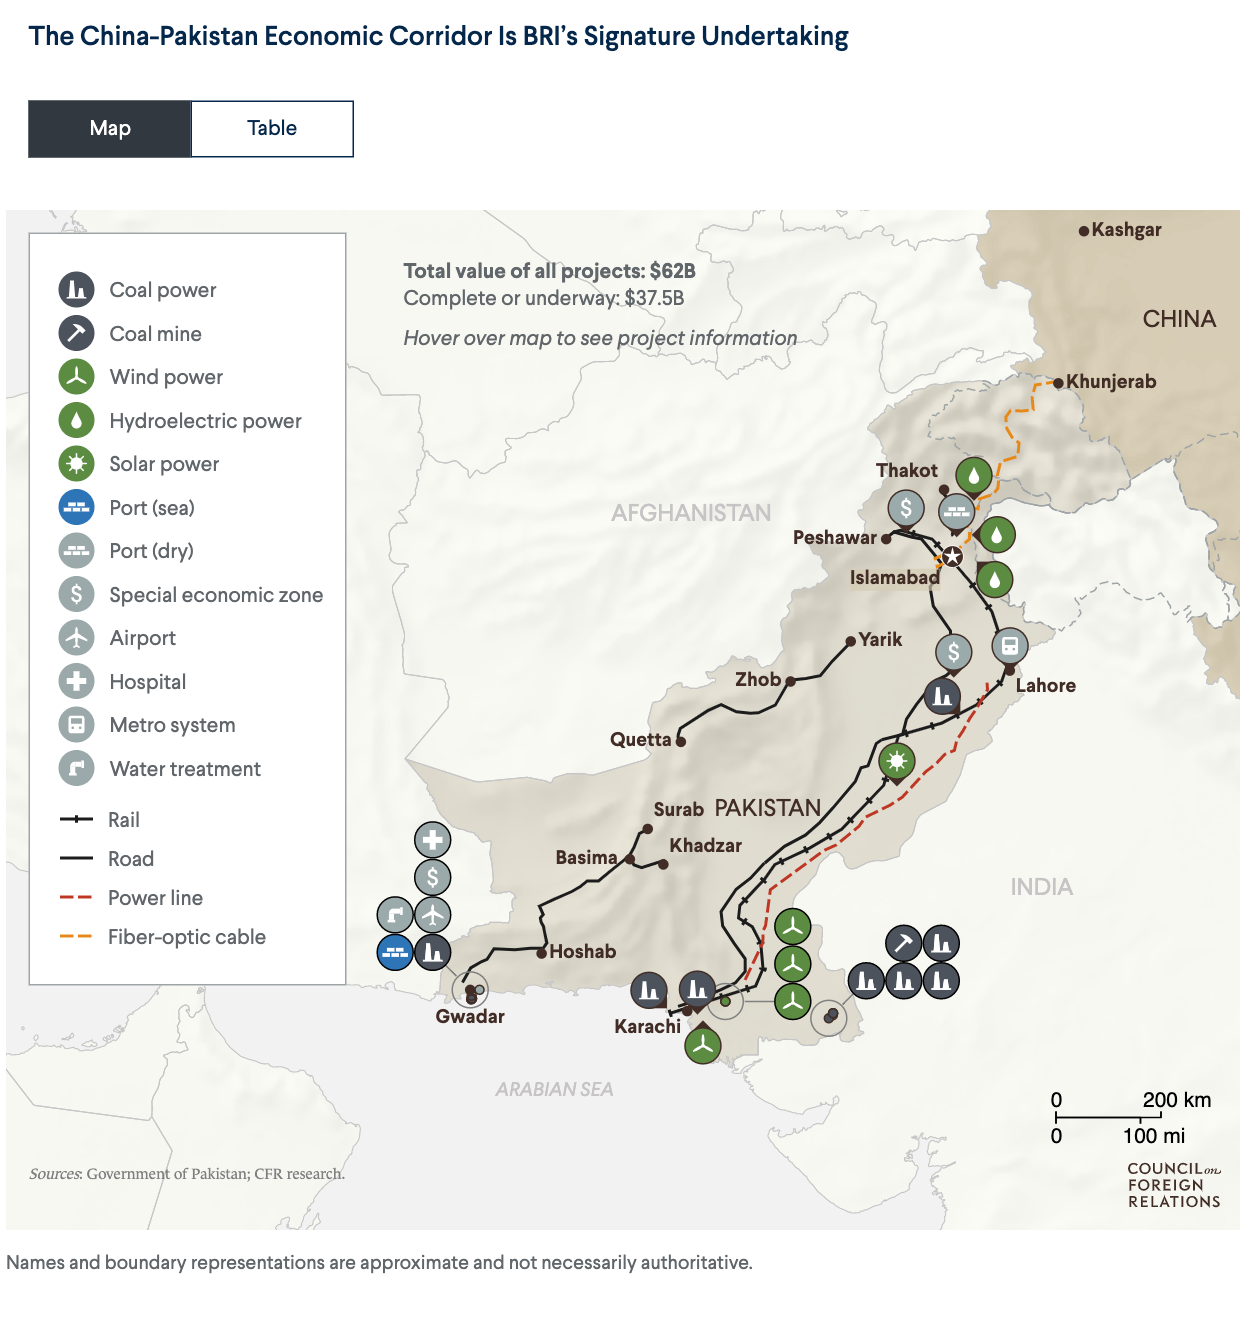 The China-Pakistan Economic Corridor Is BRI's Signature Undertaking
Map
Table
Total value of all projects: $62B
Complete or underway: $37.5B
Hover over map to see project information
Coal power
Coal mine
Wind power
Hydroelectric power
Solar power
Port (sea)
Port (dry)
$
Special economic zone
Airport
Hospital
Metro system
Water treatment
Rail
Road
Power line
Fiber-optic cable
Kashgar
CHINA
Khunjerab
Thakot
$
AFGHANISTAN
Peshawar
Islamabad
Yarik
$
Zhob
Lahore
Quetta
Surab
PAKISTAN
Khadzar
Basima
$
INDIA
Hoshab
Gwadar
Karachi
ARABIAN SEA
0 200 km
0 100 mi
Sources: Government of Pakistan; CFR research.
COUNCIL on
FOREIGN
RELATIONS
Names and boundary representations are approximate and not necessarily authoritative.